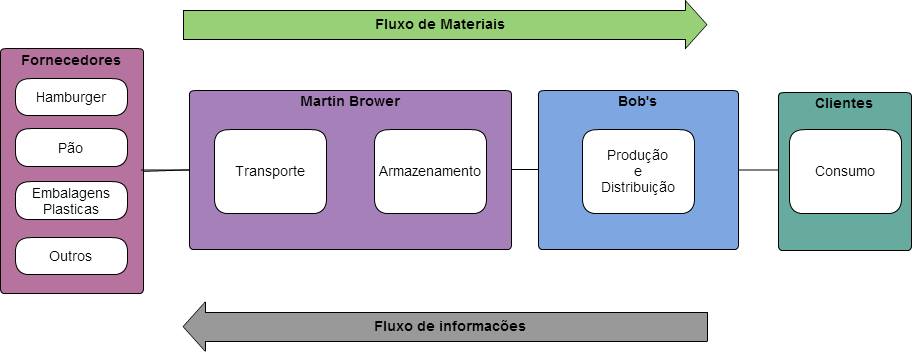 Fluxo de Materiais
Fornecedores
Hamburger
Pão
Embalagens
Plasticas
Outros
Martin Brower
Transporte
Armazenamento
Bob's
Produção
e
Distribuição
Clientes
Consumo
Fluxo de informacões